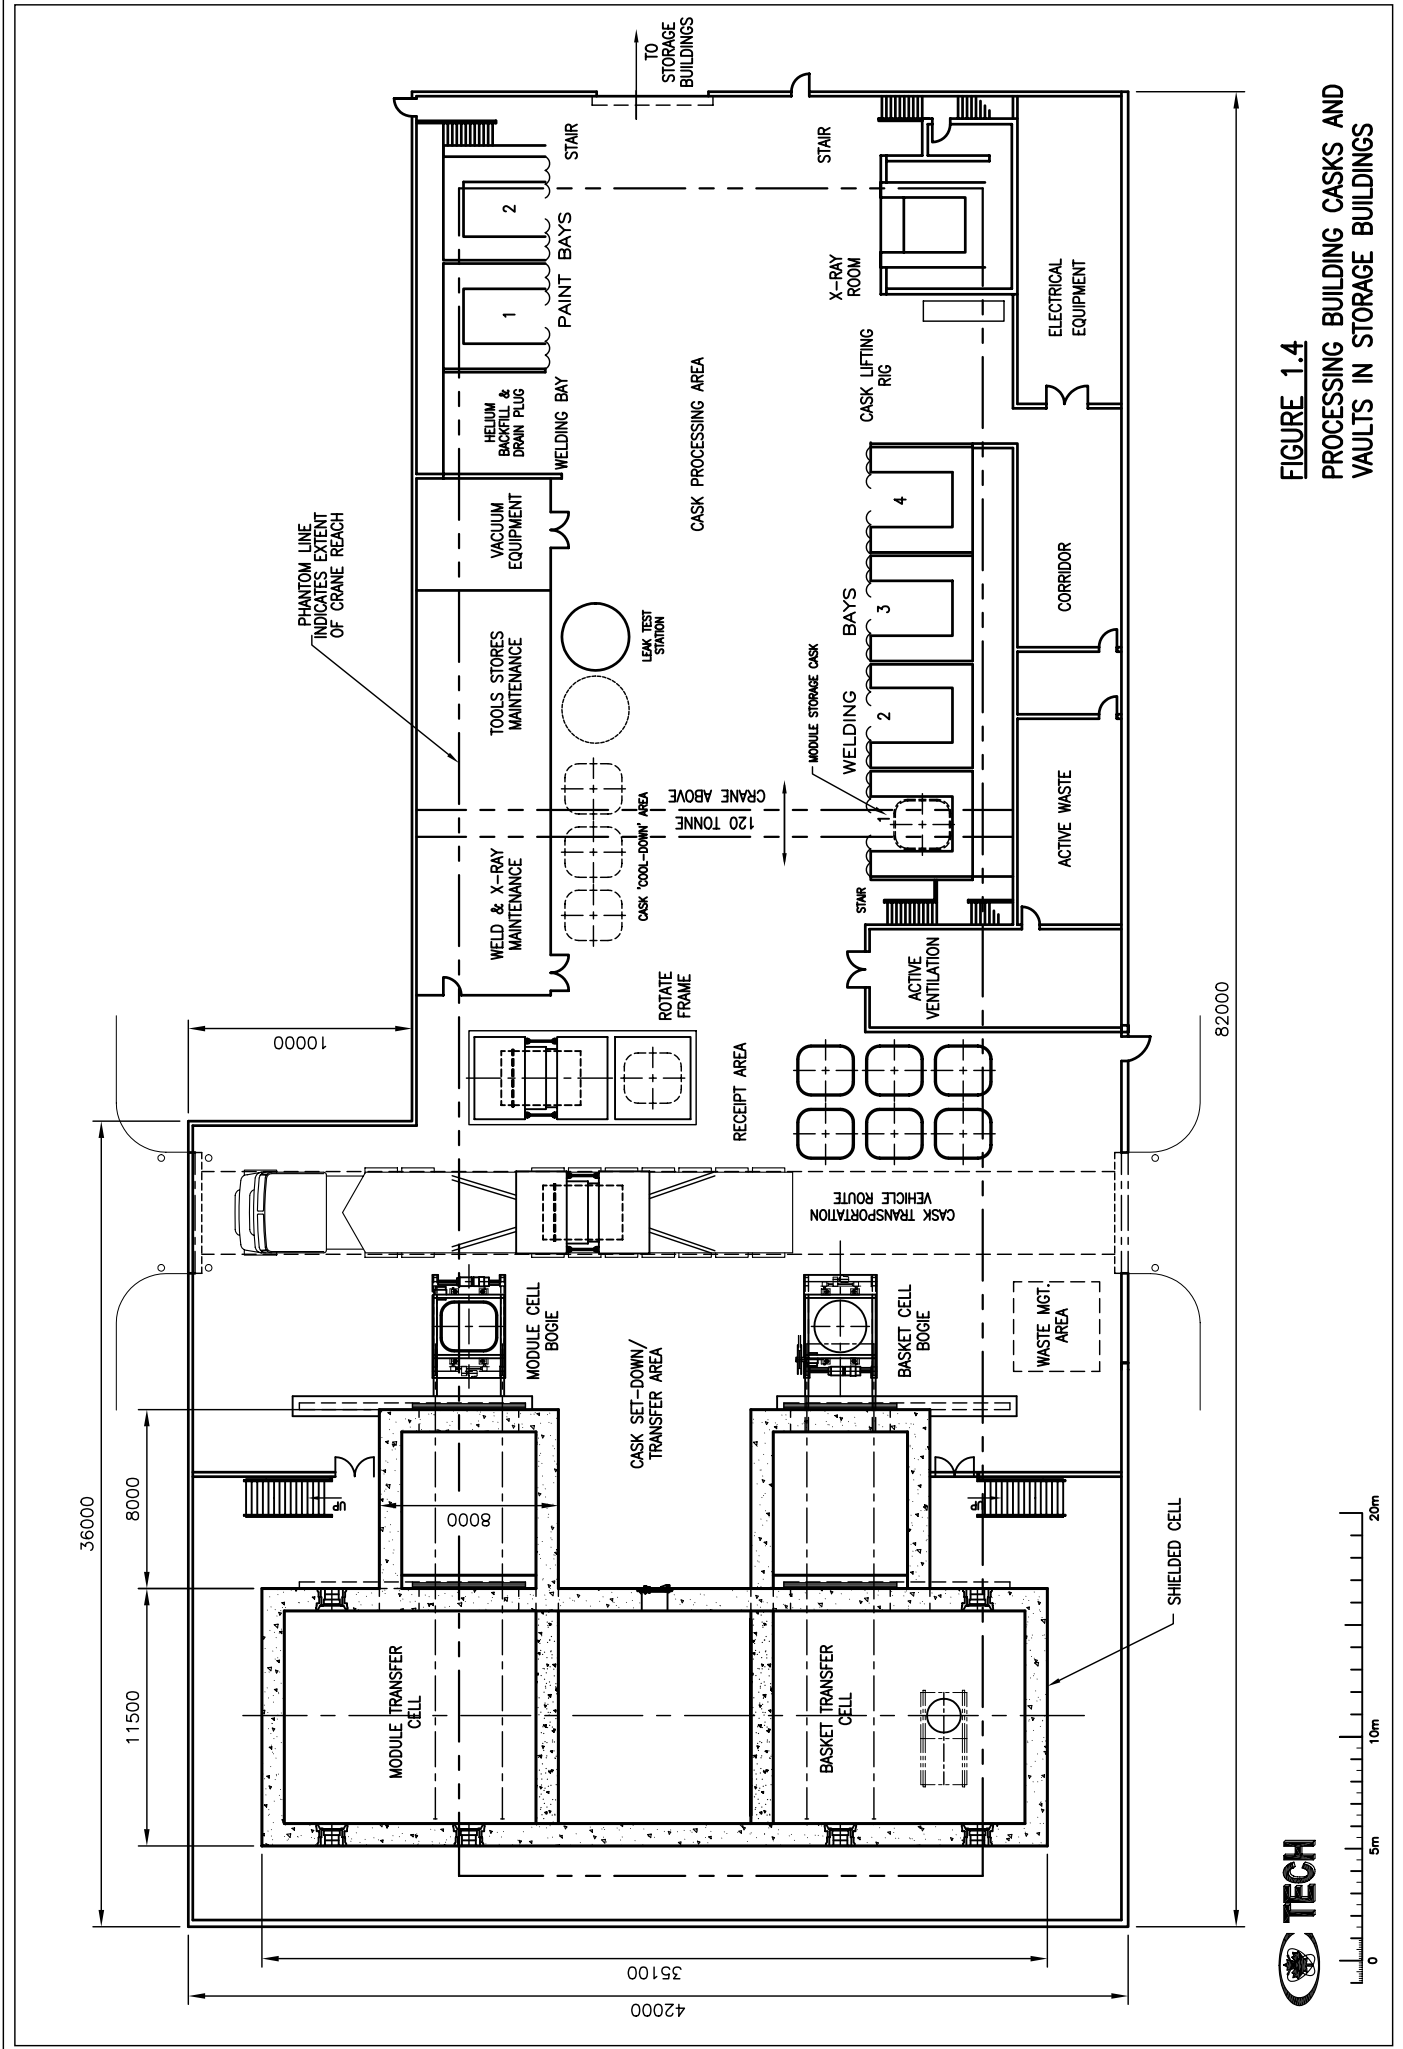 TO
STORAGE
BUILDINGS
STAIR
STAIR
2
1
PAINT BAYS
HELIUM
BACKFILL &
DRAIN PLUG
WELDING BAY
X-RAY
ROOM
ELECTRICAL
EQUIPMENT
CASK LIFTING
RIG
CASK PROCESSING AREA
PHANTOM LINE
INDICATES EXTENT
OF CRANE REACH
VACUUM
EQUIPMENT
TOOLS STORES
MAINTENANCE
LEAK TEST
STATION
WELDING BAYS
4
3
2
1
MODULE STORAGE CASK
CORRIDOR
120 TONNE
CRANE ABOVE
WELD & X-RAY
MAINTENANCE
CASK 'COOL-DOWN' AREA
STAIR
ACTIVE WASTE
ACTIVE
VENTILATION
ROTATE
FRAME
RECEIPT AREA
10000
82000
CASK TRANSPORTATION
VEHICLE ROUTE
MODULE CELL
BOGIE
BASKET CELL
BOGIE
WASTE MGT.
AREA
CASK SET-DOWN/
TRANSFER AREA
36000
8000
8000
11500
UP
UP
MODULE TRANSFER
CELL
BASKET TRANSFER
CELL
SHIELDED CELL
35100
42000
FIGURE 1.4
PROCESSING BUILDING CASKS AND
VAULTS IN STORAGE BUILDINGS
TECH
0
5m
10m
20m